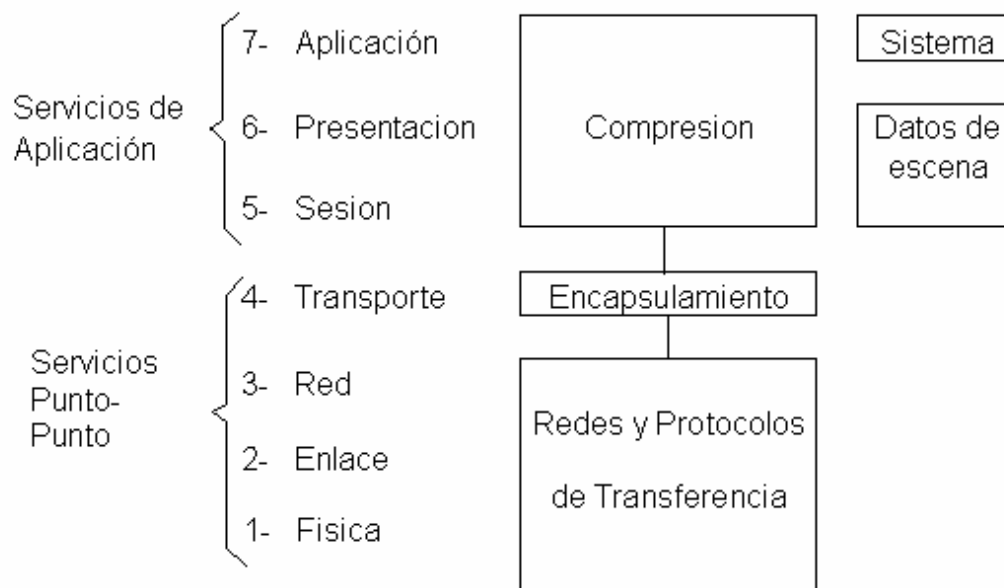 Servicios de
Aplicación
7- Aplicación
6- Presentacion
5- Sesion
Compresion
Sistema
Datos de
escena
Servicios
Punto-
Punto
4- Transporte
3- Red
2- Enlace
1- Fisica
Encapsulamiento
Redes y Protocolos
de Transferencia